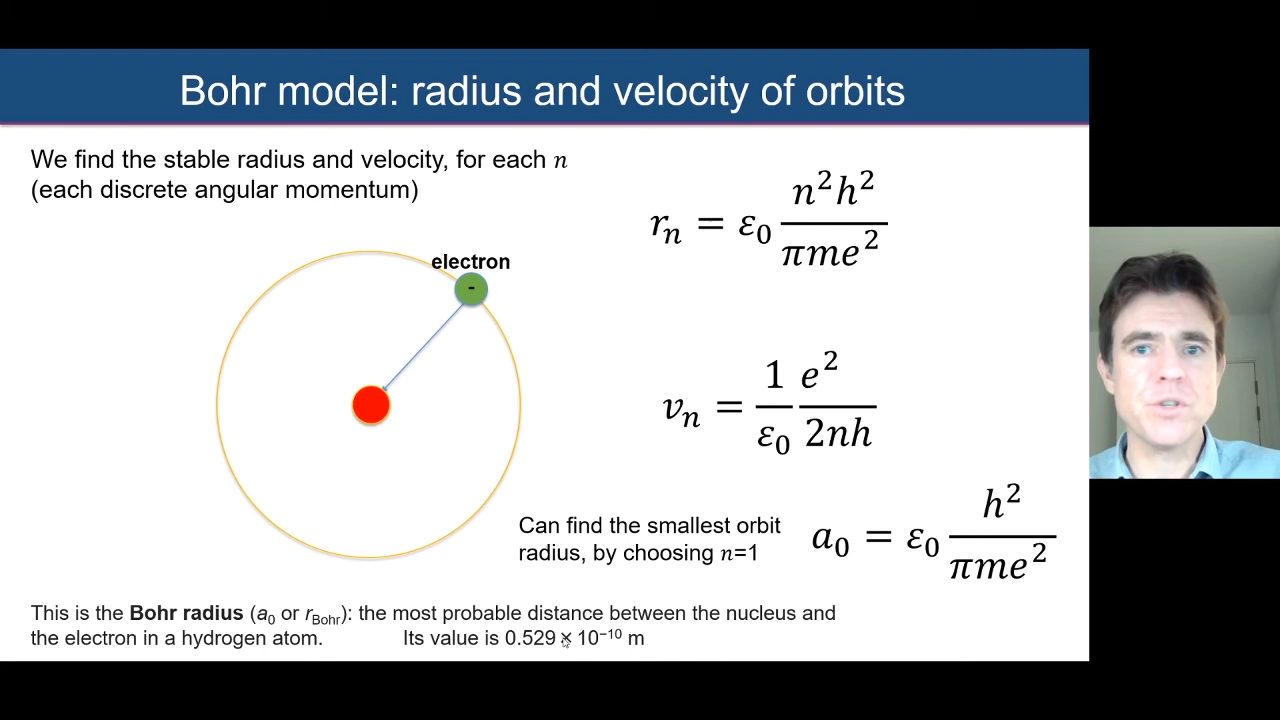 Bohr model: radius and velocity of orbits
We find the stable radius and velocity, for each n
(each discrete angular momentum)
rₙ = ε₀ n²h² / πme²
electron
-
vₙ = 1/ε₀ e²/2nh
Can find the smallest orbit
radius, by choosing n=1
a₀ = ε₀ h² / πme²
This is the Bohr radius (a₀ or r_Bohr): the most probable distance between the nucleus and
the electron in a hydrogen atom. Its value is 0.529 × 10⁻¹⁰ m